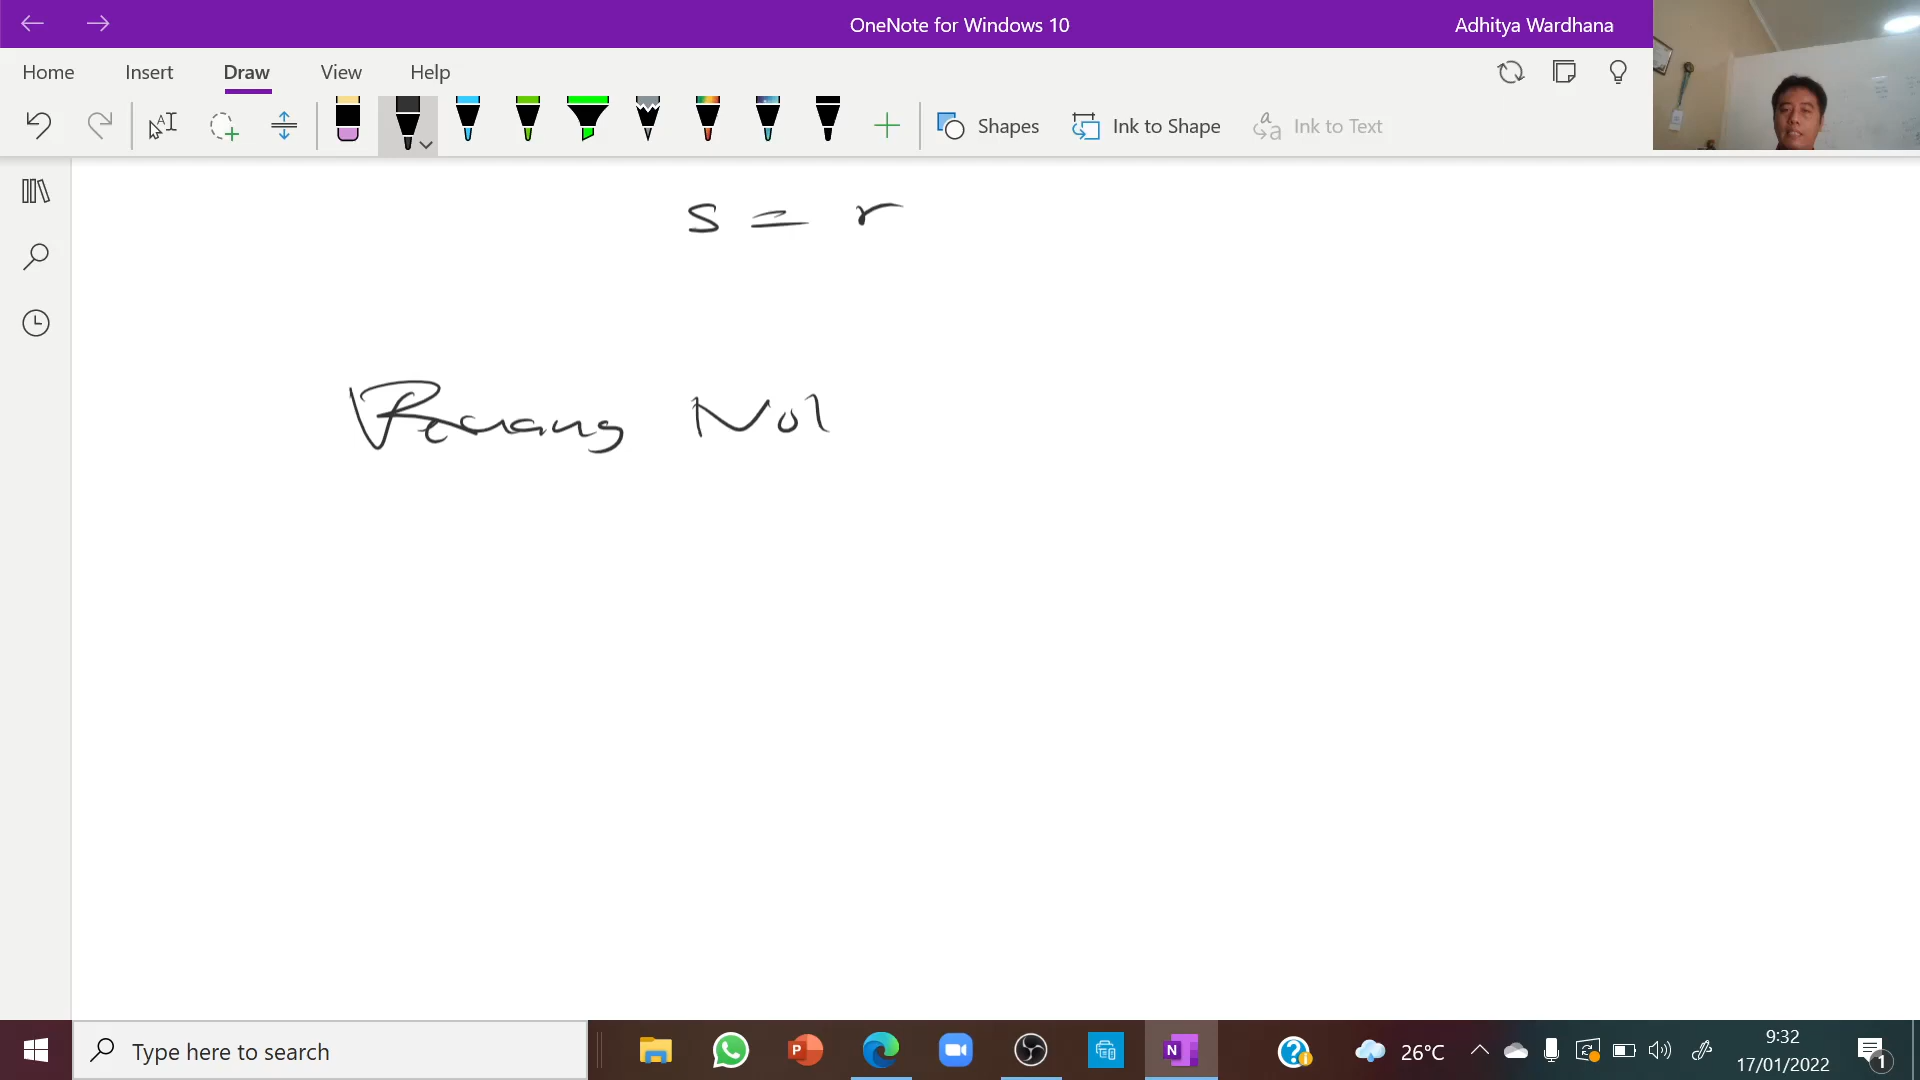 OneNote for Windows 10
Adhitya Wardhana
Home Insert Draw View Help
Shapes Ink to Shape Ink to Text
s = r
Nol
Type here to search
26°C
9:32
17/01/2022
1